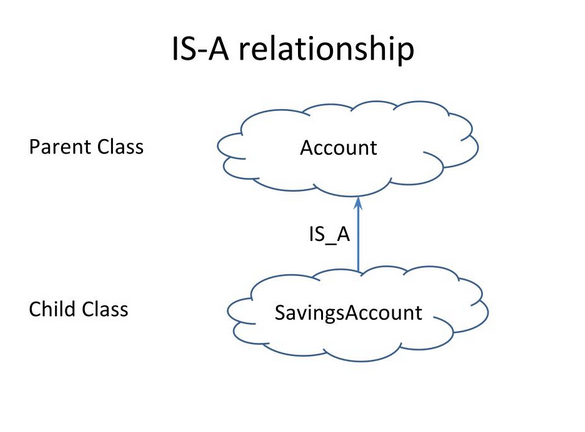 IS-A relationship
Parent Class
Account
IS_A
Child Class
SavingsAccount